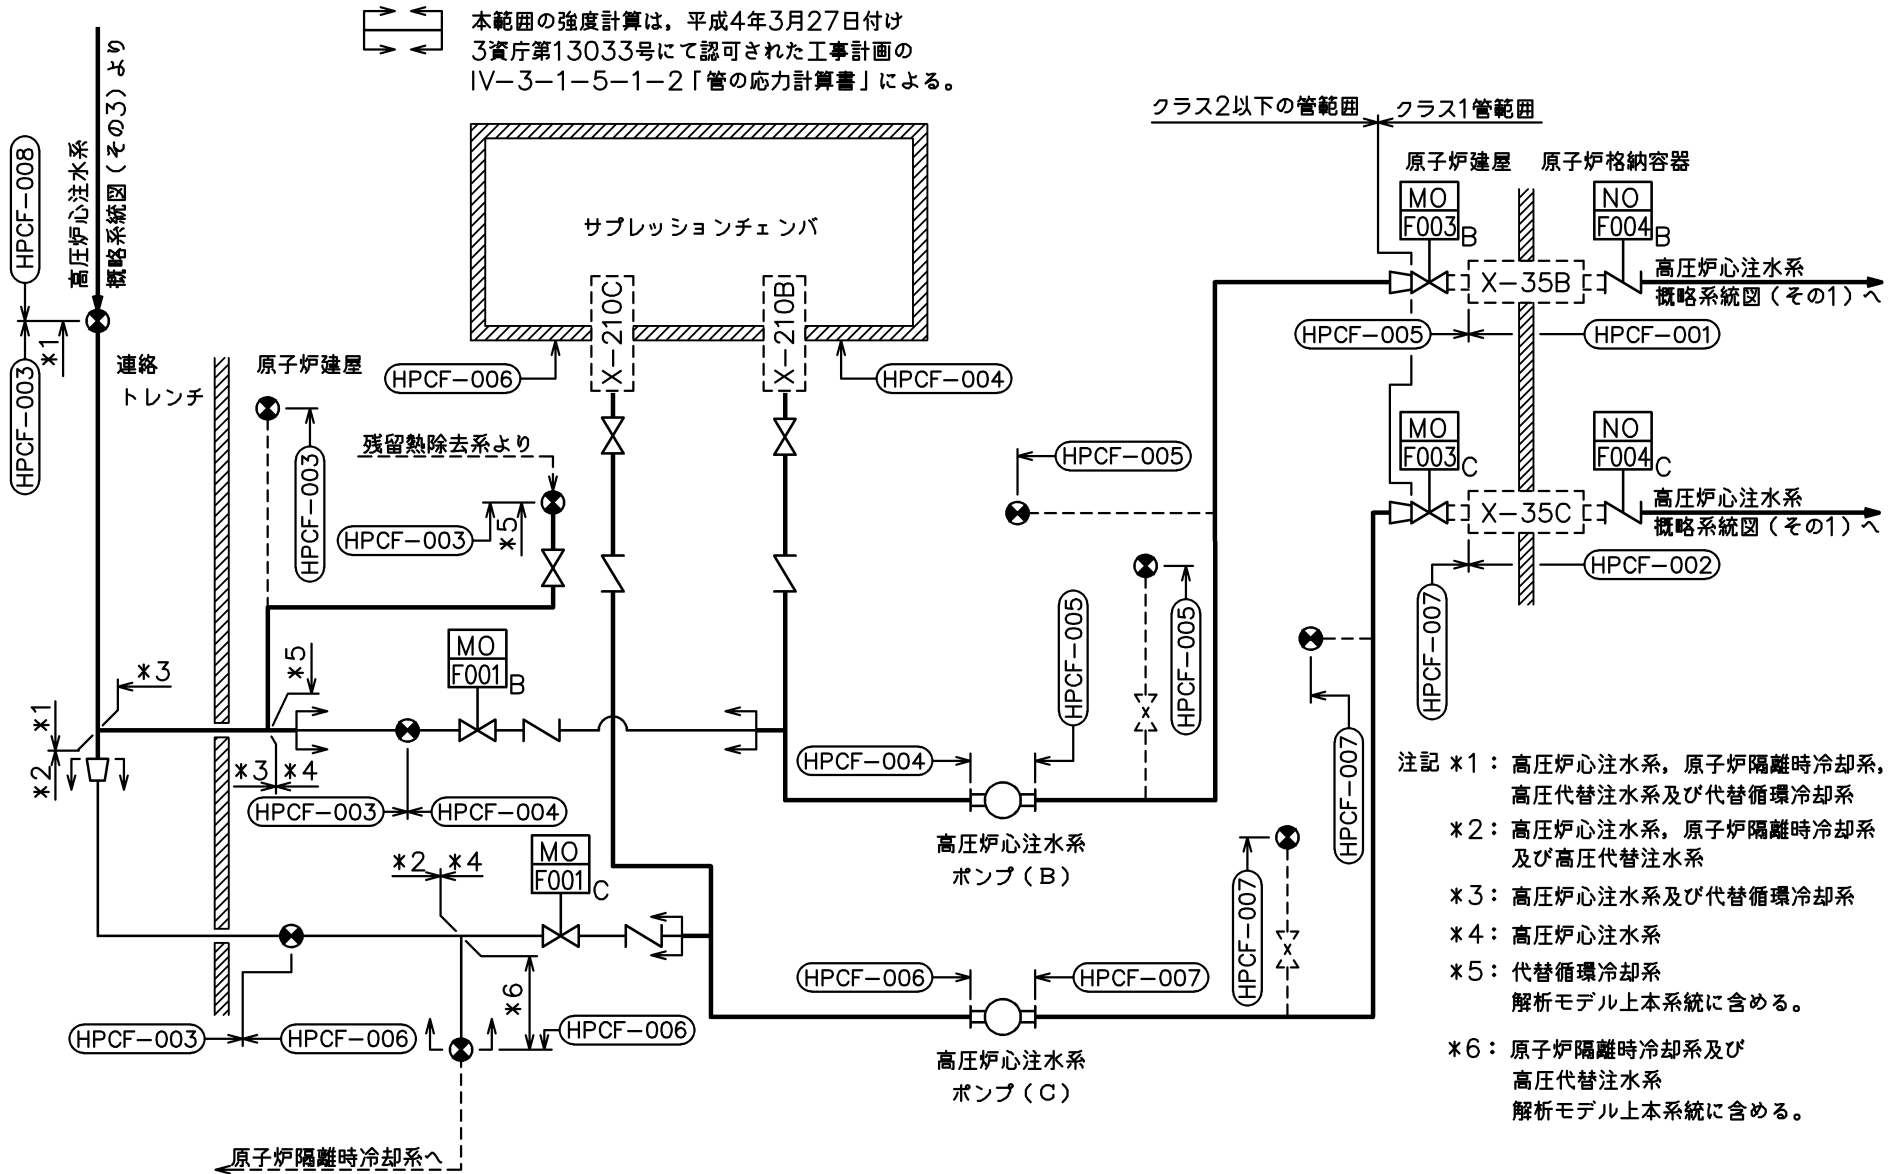 本範囲の強度計算は，平成4年3月27日付け
3資庁第13033号にて認可された工事計画の
IV-3-1-5-1-2「管の応力計算書」による。
クラス2以下の管範囲
クラス1管範囲
原子炉建屋
原子炉格納容器
HPCF-008
高圧炉心注水系
概略系統図（その3）より
*1
HPCF-003
連絡
トレンチ
原子炉建屋
HPCF-003
サプレッションチェンバ
X-210C
X-210B
HPCF-006
HPCF-004
残留熱除去系より
HPCF-003
*5
MO
F003
B
NO
F004
B
X-35B
高圧炉心注水系
概略系統図（その1）へ
HPCF-005
HPCF-001
MO
F003
C
NO
F004
C
X-35C
高圧炉心注水系
概略系統図（その1）へ
HPCF-007
HPCF-002
HPCF-005
HPCF-005
HPCF-005
HPCF-007
HPCF-007
*3
*5
*1
*2
*3
*4
HPCF-003
HPCF-004
MO
F001
B
HPCF-004
高圧炉心注水系
ポンプ（B）
*2
*4
MO
F001
C
*6
HPCF-003
HPCF-006
HPCF-006
HPCF-006
HPCF-007
高圧炉心注水系
ポンプ（C）
原子炉隔離時冷却系へ
注記 *1：高圧炉心注水系，原子炉隔離時冷却系，
高圧代替注水系及び代替循環冷却系
*2：高圧炉心注水系，原子炉隔離時冷却系
及び高圧代替注水系
*3：高圧炉心注水系及び代替循環冷却系
*4：高圧炉心注水系
*5：代替循環冷却系
解析モデル上本系統に含める。
*6：原子炉隔離時冷却系及び
高圧代替注水系
解析モデル上本系統に含める。